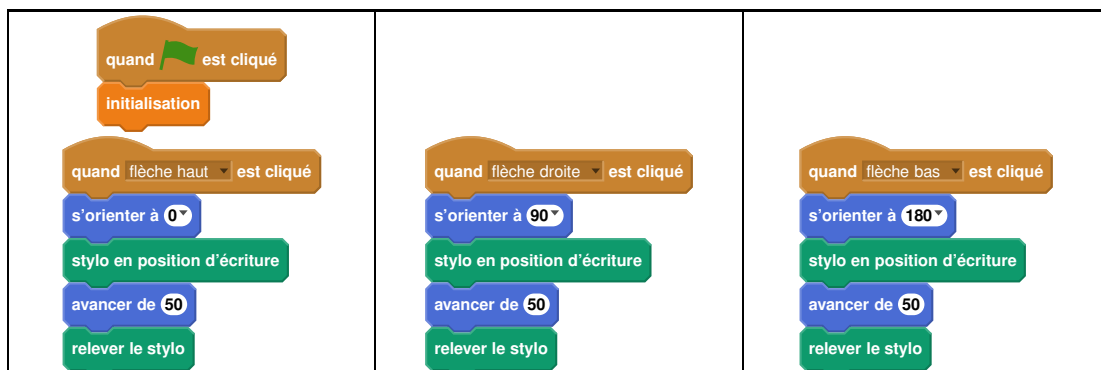 quand est cliqué
initialisation
quand flèche haut est cliqué
s'orienter à 0
stylo en position d'écriture
avancer de 50
relever le stylo
quand flèche droite est cliqué
s'orienter à 90
stylo en position d'écriture
avancer de 50
relever le stylo
quand flèche bas est cliqué
s'orienter à 180
stylo en position d'écriture
avancer de 50
relever le stylo